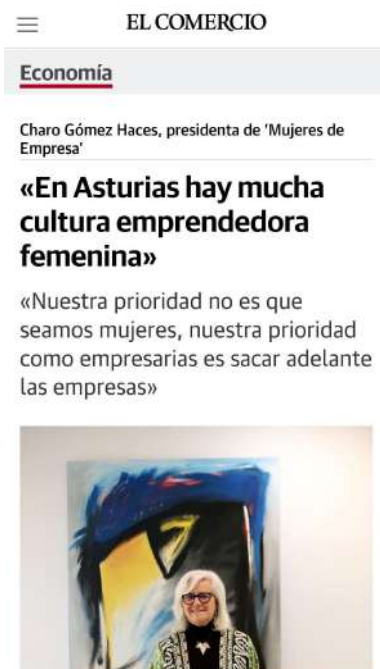 EL COMERCIO
Economía
Charo Gómez Haces, presidenta de 'Mujeres de
Empresa'
«En Asturias hay mucha
cultura emprendedora
femenina»
«Nuestra prioridad no es que
seamos mujeres, nuestra prioridad
como empresarias es sacar adelante
las empresas»